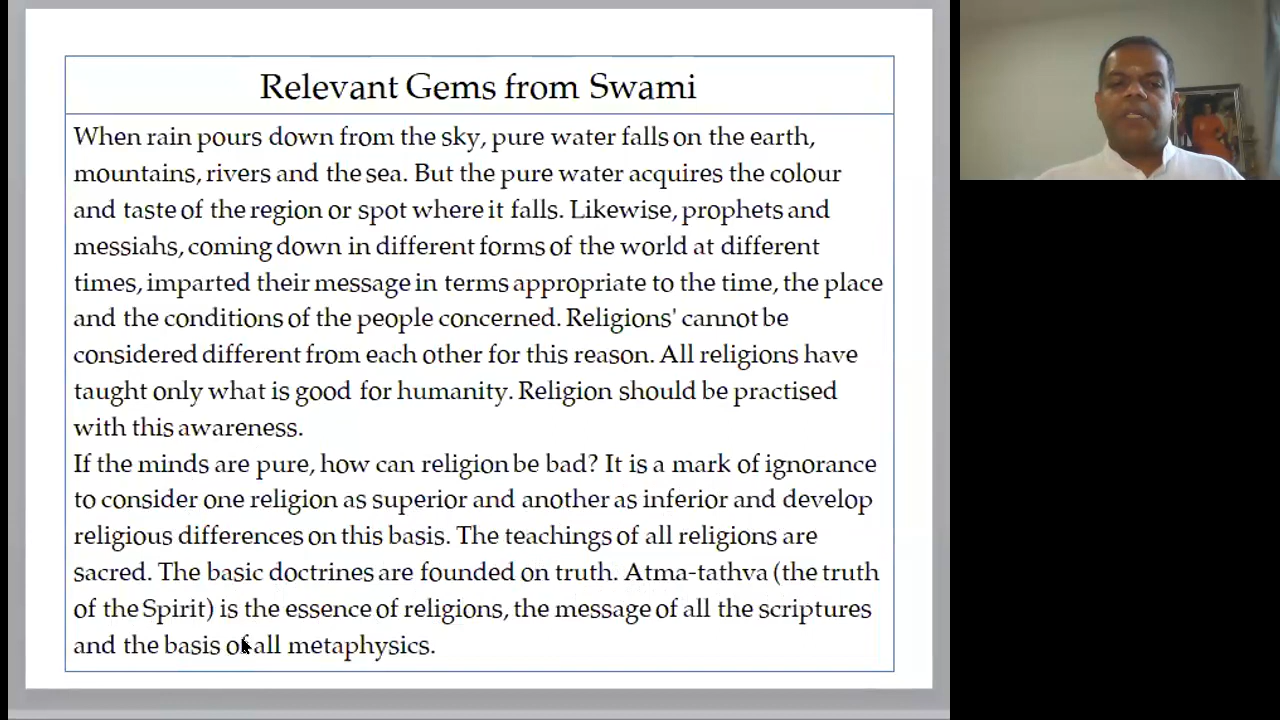 Relevant Gems from Swami
When rain pours down from the sky, pure water falls on the earth,
mountains, rivers and the sea. But the pure water acquires the colour
and taste of the region or spot where it falls. Likewise, prophets and
messiahs, coming down in different forms of the world at different
times, imparted their message in terms appropriate to the time, the place
and the conditions of the people concerned. Religions' cannot be
considered different from each other for this reason. All religions have
taught only what is good for humanity. Religion should be practised
with this awareness.
If the minds are pure, how can religion be bad? It is a mark of ignorance
to consider one religion as superior and another as inferior and develop
religious differences on this basis. The teachings of all religions are
sacred. The basic doctrines are founded on truth. Atma-tathva (the truth
of the Spirit) is the essence of religions, the message of all the scriptures
and the basis of all metaphysics.